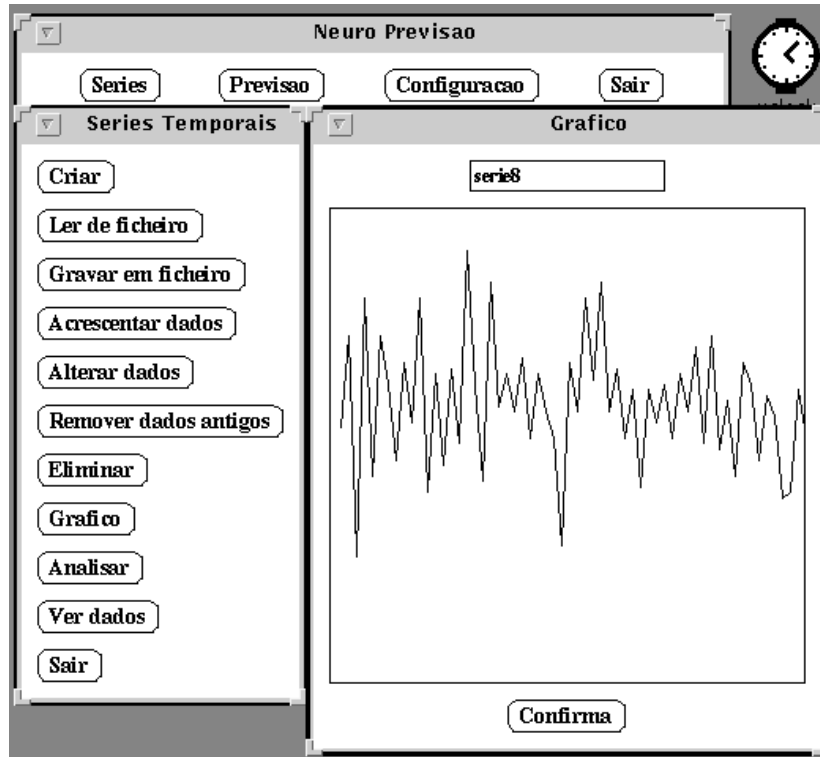 Neuro Previsao
Series Previsao Configuracao Sair
Series Temporais
Criar
Ler de ficheiro
Gravar em ficheiro
Acrescentar dados
Alterar dados
Remover dados antigos
Eliminar
Grafico
Analisar
Ver dados
Sair
Grafico
serie8
Confirma